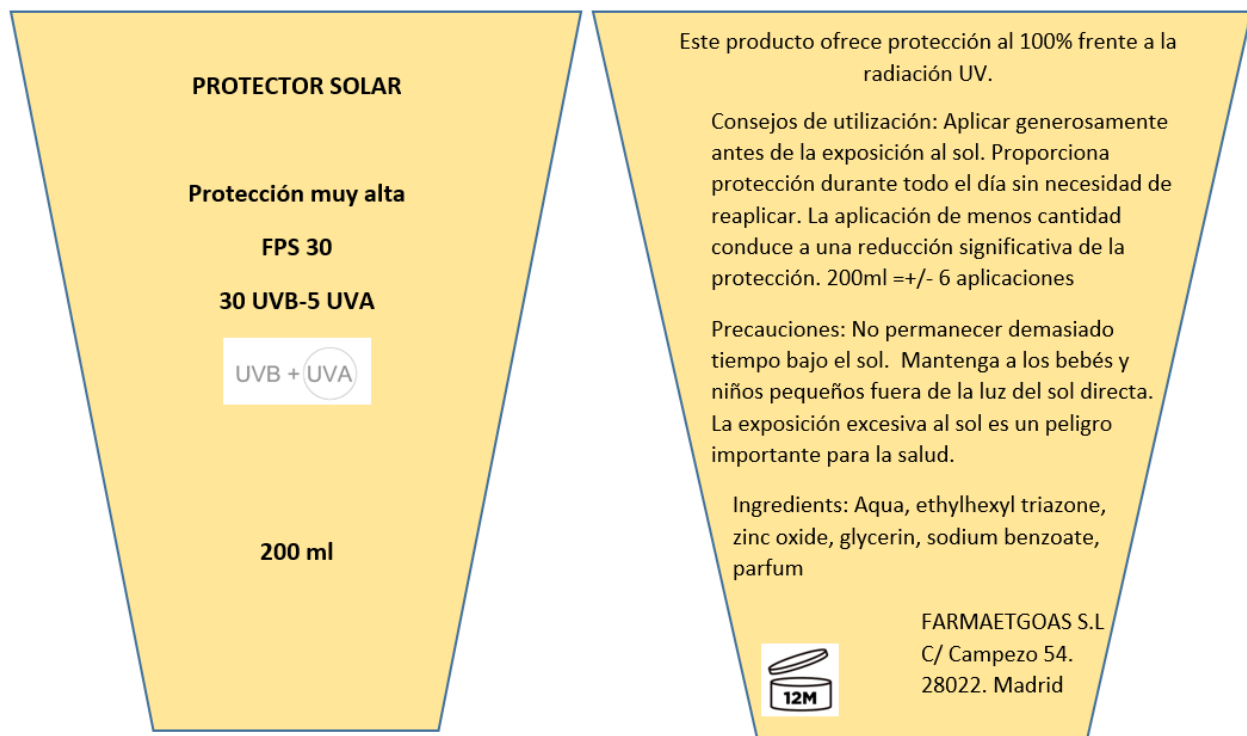 PROTECTOR SOLAR
Protección muy alta
FPS 30
30 UVB-5 UVA
UVB + UVA
200 ml
Este producto ofrece protección al 100% frente a la
radiación UV.
Consejos de utilización: Aplicar generosamente
antes de la exposición al sol. Proporciona
protección durante todo el día sin necesidad de
reaplicar. La aplicación de menos cantidad
conduce a una reducción significativa de la
protección. 200ml =+/- 6 aplicaciones
Precauciones: No permanecer demasiado
tiempo bajo el sol.  Mantenga a los bebés y
niños pequeños fuera de la luz del sol directa.
La exposición excesiva al sol es un peligro
importante para la salud.
Ingredients: Aqua, ethylhexyl triazone,
zinc oxide, glycerin, sodium benzoate,
parfum
12M
FARMAETGOAS S.L
C/ Campezo 54.
28022. Madrid